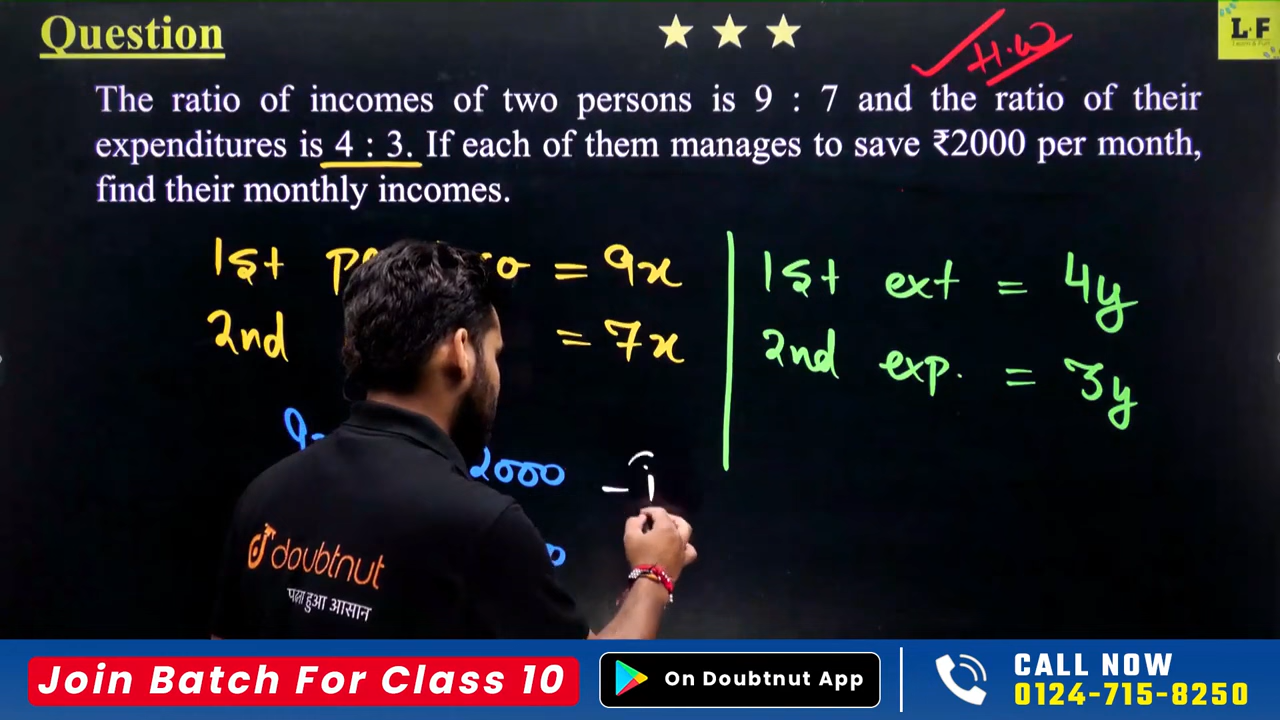 Question
L·F
H.W
The ratio of incomes of two persons is 9 : 7 and the ratio of their
expenditures is 4 : 3. If each of them manages to save ₹2000 per month,
find their monthly incomes.
1st = 9x
2nd = 7x
1st ext = 4y
2nd exp. = 3y
2000 - i
doubtnut
पढ़ना हुआ आसान
Join Batch For Class 10
On Doubtnut App
CALL NOW
0124-715-8250